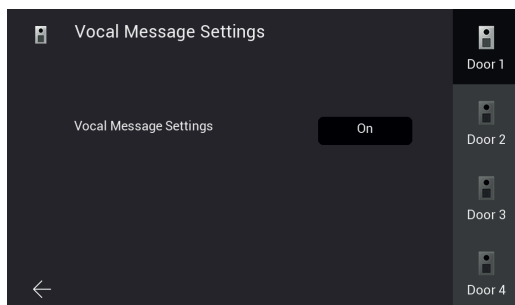 Vocal Message Settings
Vocal Message Settings
On
Door 1
Door 2
Door 3
Door 4